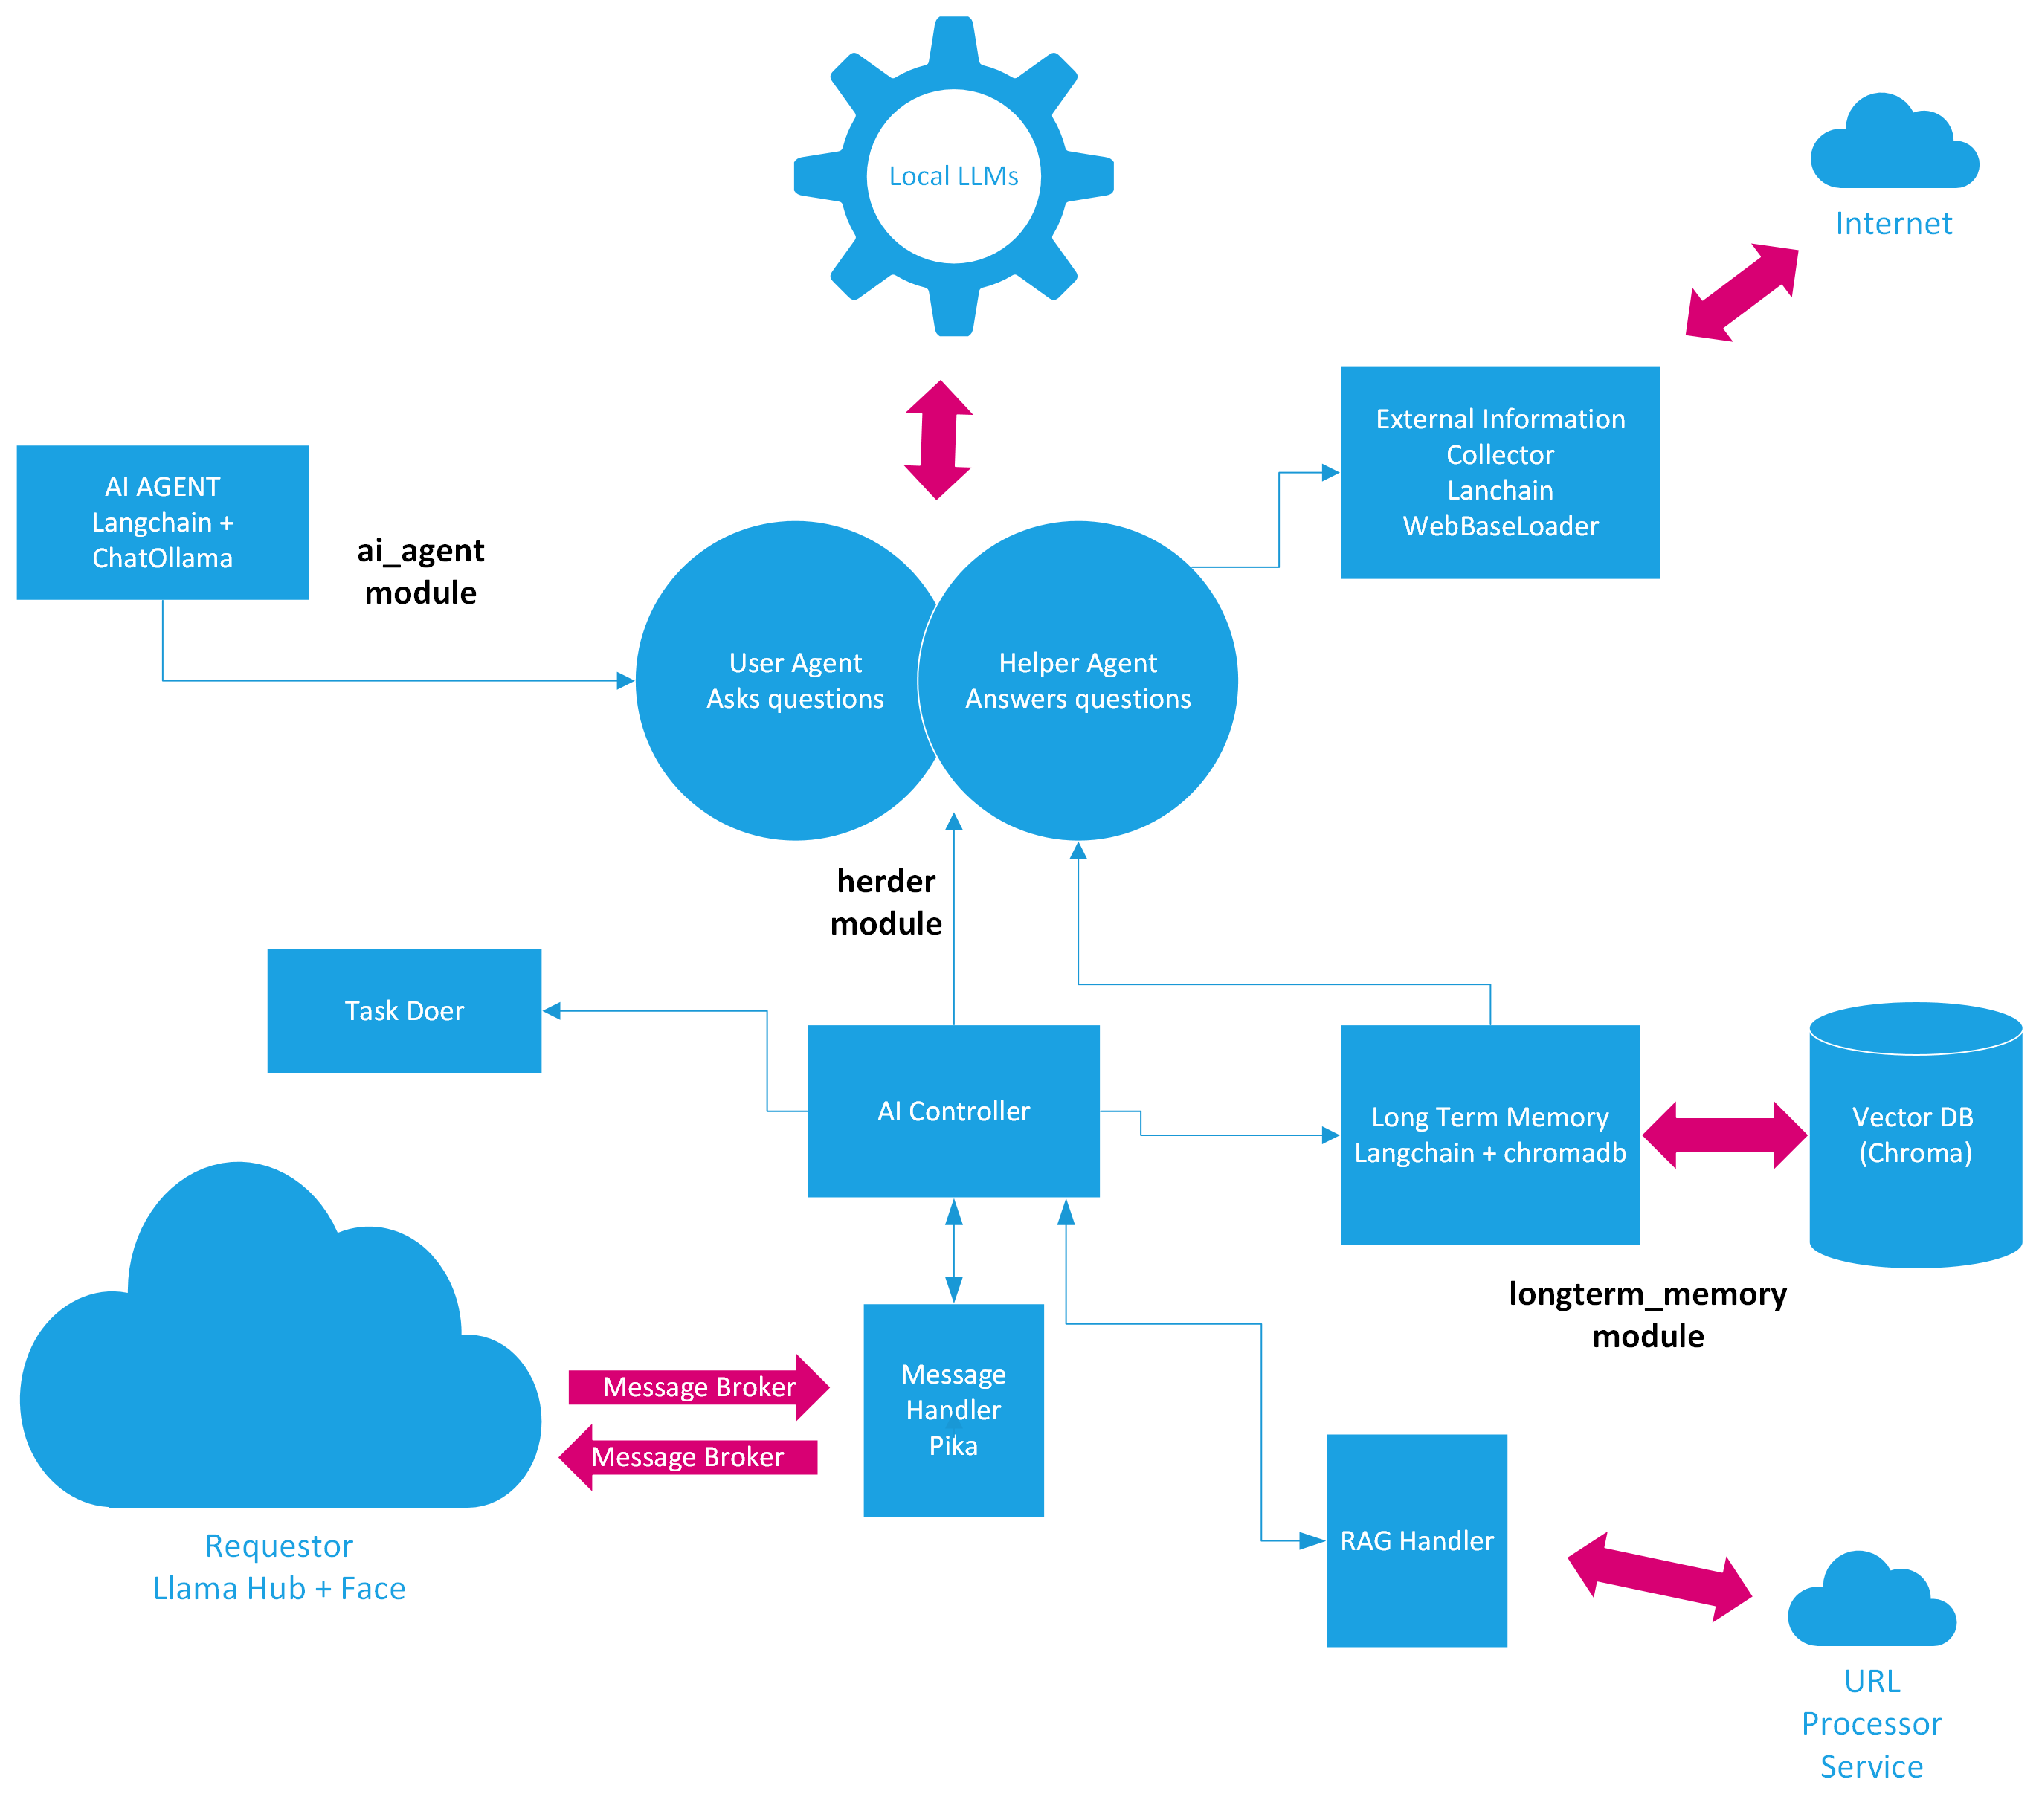 Local LLMs
Internet
External Information
Collector
Lanchain
WebBaseLoader
AI AGENT
Langchain +
ChatOllama
ai_agent
module
User Agent
Asks questions
Helper Agent
Answers questions
herder
module
Task Doer
AI Controller
Long Term Memory
Langchain + chromadb
Vector DB
(Chroma)
longterm_memory
module
Message Broker
Message Broker
Message
Handler
Pika
Requestor
Llama Hub + Face
RAG Handler
URL
Processor
Service